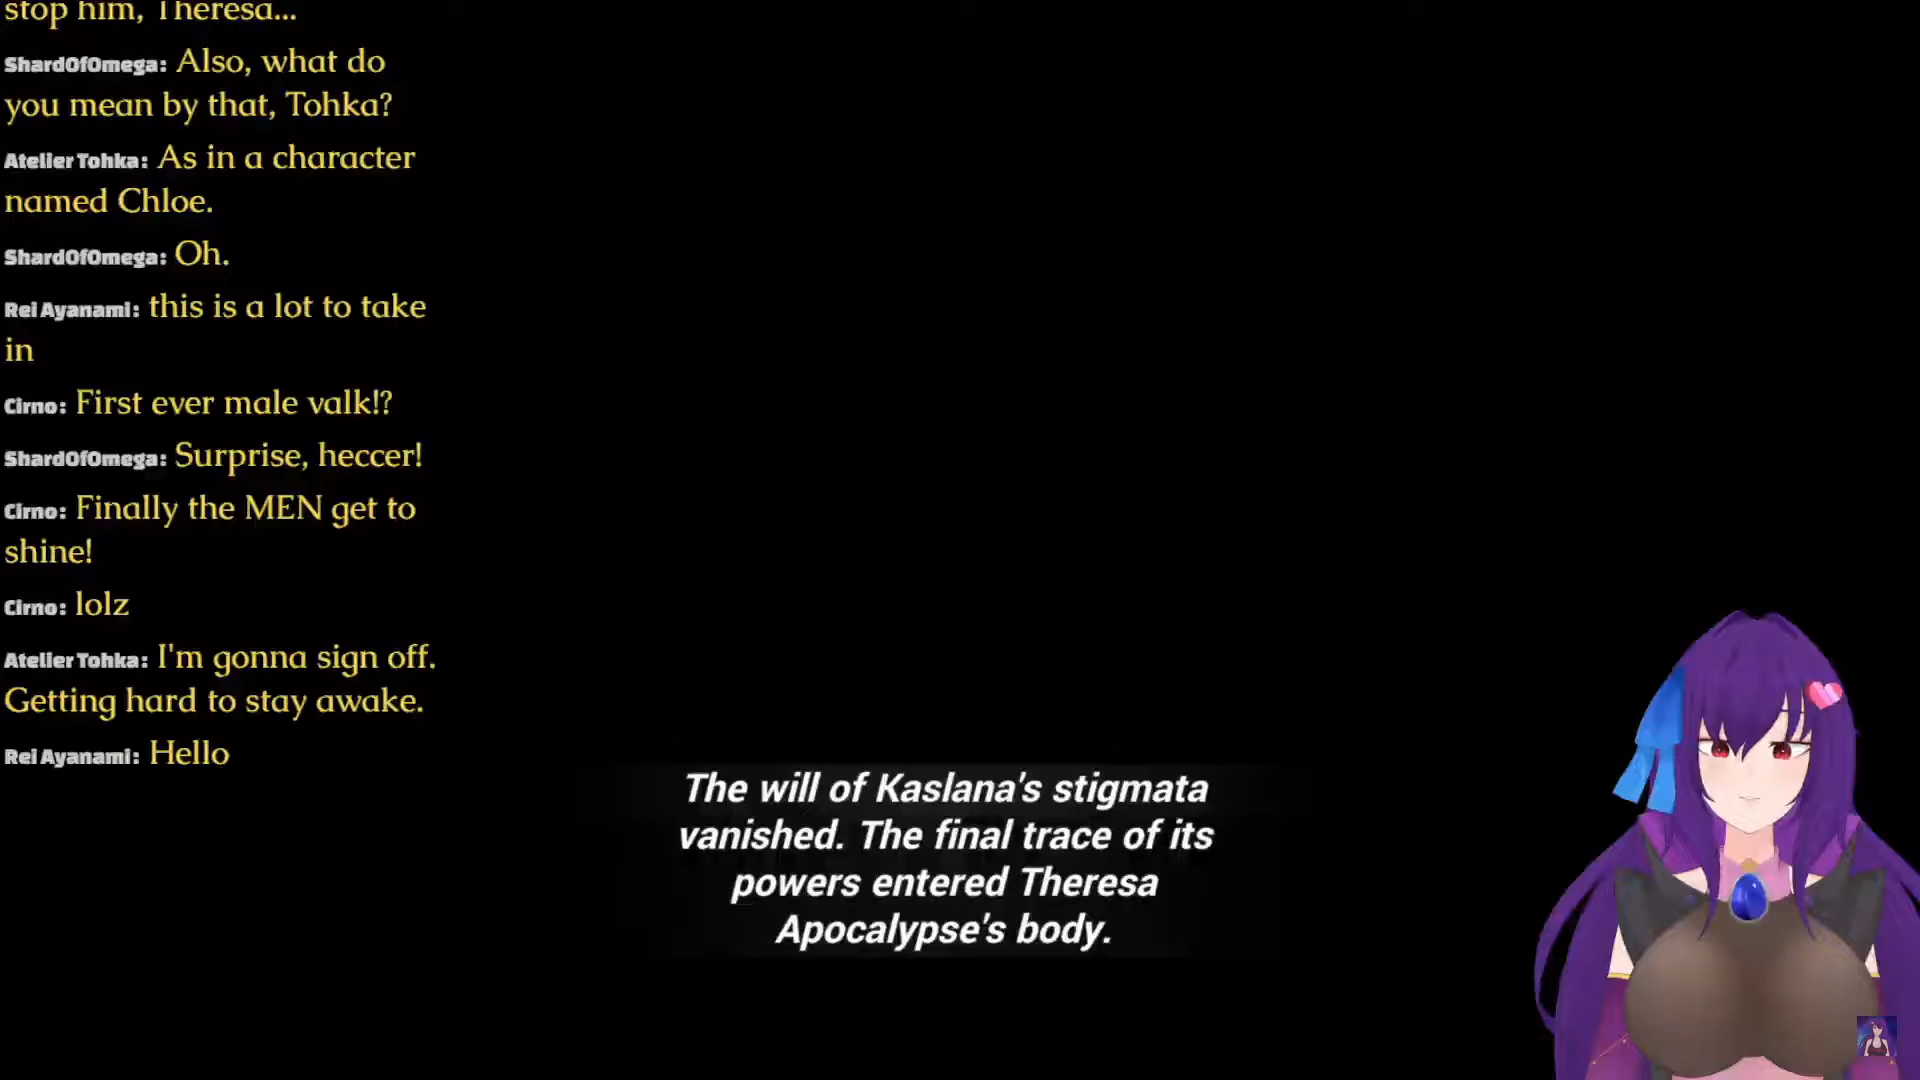 stop him, Theresa...
ShardOfOmega: Also, what do
you mean by that, Tohka?
Atelier Tohka: As in a character
named Chloe.
ShardOfOmega: Oh.
Rei Ayanami: this is a lot to take
in
Cirno: First ever male valk!?
ShardOfOmega: Surprise, heccer!
Cirno: Finally the MEN get to
shine!
Cirno: lolz
Atelier Tohka: I'm gonna sign off.
Getting hard to stay awake.
Rei Ayanami: Hello
The will of Kaslana's stigmata
vanished. The final trace of its
powers entered Theresa
Apocalypse's body.